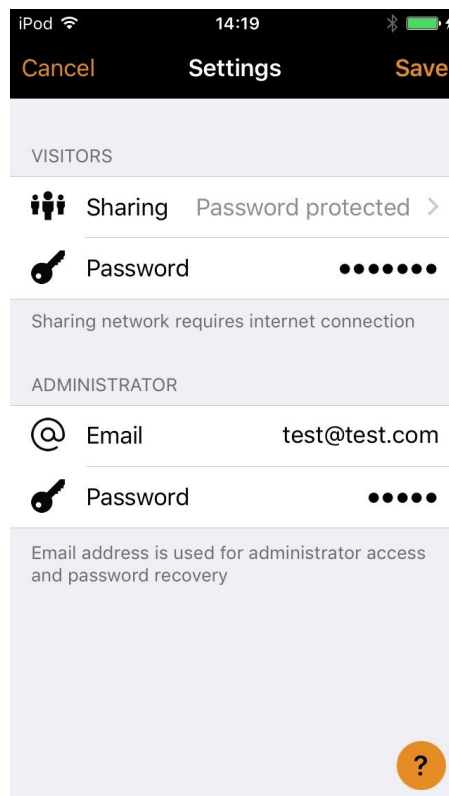 iPod 14:19
Cancel Settings Save
VISITORS
Sharing Password protected
Password •••••••
Sharing network requires internet connection
ADMINISTRATOR
@ Email test@test.com
Password •••••
Email address is used for administrator access
and password recovery
?